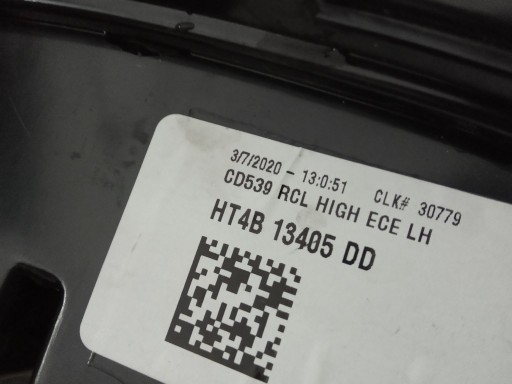 3/7/2020 - 13:0:51 CLK# 30779
CD539 RCL HIGH ECE LH
HT4B 13405 DD